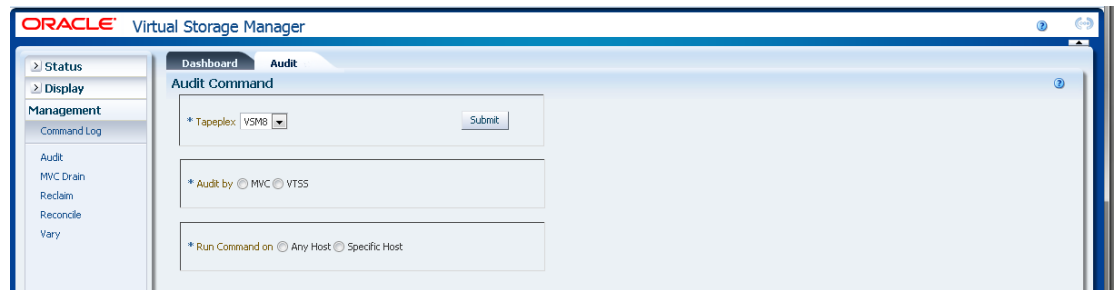 ORACLE Virtual Storage Manager
Status
Display
Management
Command Log
Audit
MVC Drain
Reclaim
Reconcile
Vary
Dashboard Audit
Audit Command
* Tapeplex VSM8 Submit
* Audit by MVC VTSS
* Run Command on Any Host Specific Host